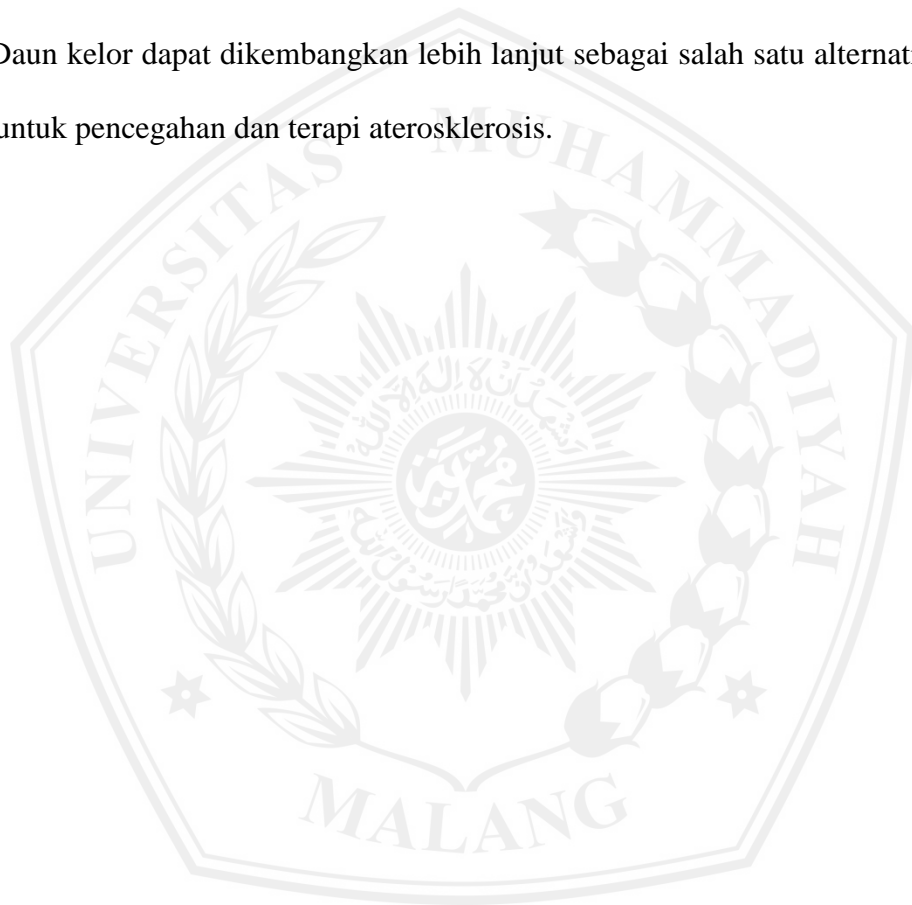 Daun kelor dapat dikembangkan lebih lanjut sebagai salah satu alternati
untuk pencegahan dan terapi aterosklerosis.
UNIVERSITAS MUHAMMADIYAH
MALANG